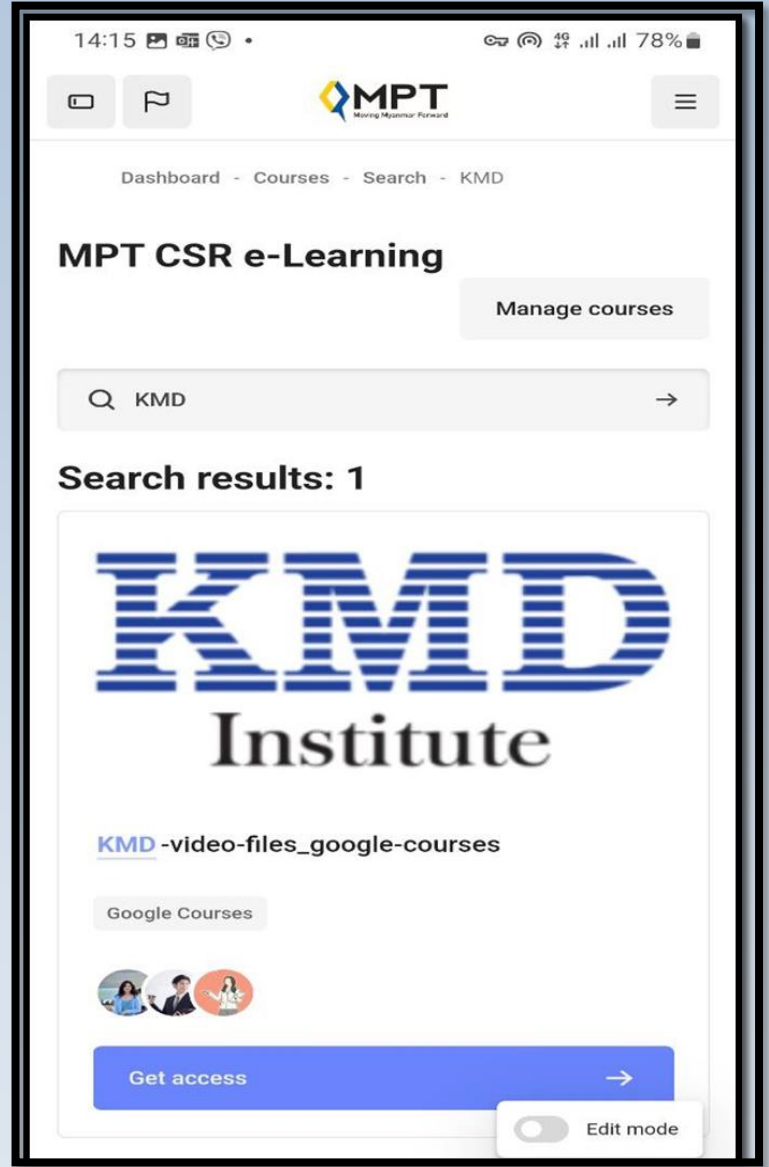 14:15 78%
4G
MPT
Moving Myanmar Forward
Dashboard - Courses - Search - KMD
MPT CSR e-Learning
Manage courses
KMD
Search results: 1
KMD
Institute
KMD -video-files_google-courses
Google Courses
Get access
Edit mode